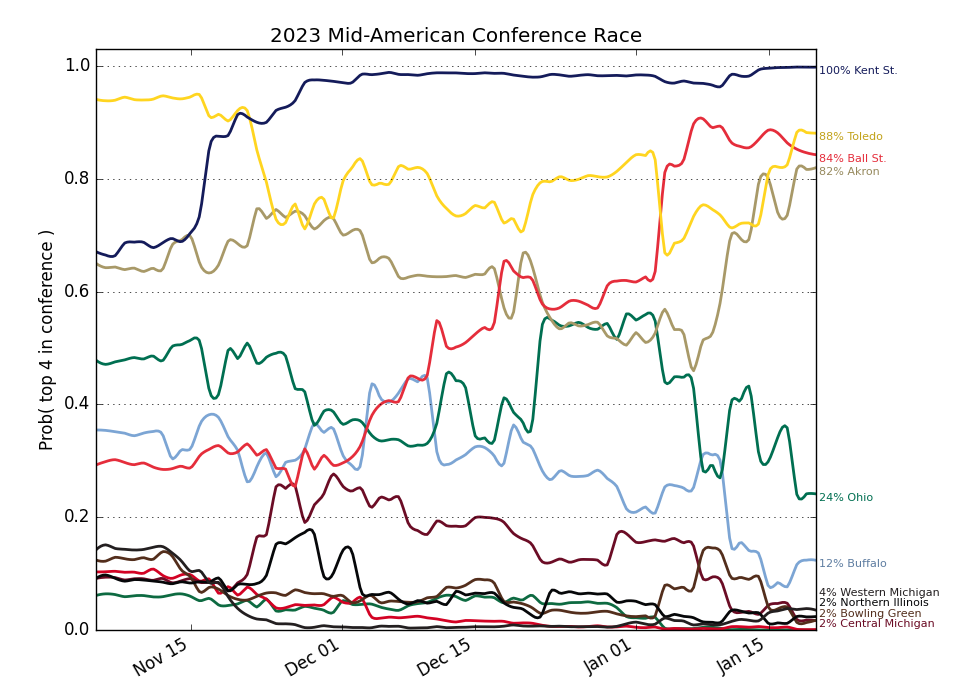 2023 Mid-American Conference Race
Prob( top 4 in conference )
1.0
0.8
0.6
0.4
0.2
0.0
Nov 15
Dec 01
Dec 15
Jan 01
Jan 15
100% Kent St.
88% Toledo
84% Ball St.
82% Akron
24% Ohio
12% Buffalo
4% Western Michigan
2% Northern Illinois
2% Bowling Green
2% Central Michigan